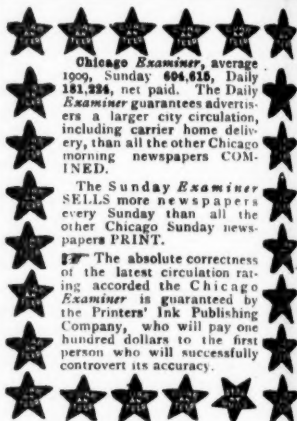 Chicago Examiner, average
1909, Sunday 604,615, Daily
181,224, net paid. The Daily
Examiner guarantees advertis-
ers a larger city circulation,
including carrier home deliv-
ery, than all the other Chicago
morning newspapers COM-
INED.
The Sunday Examiner
SELLS more newspapers
every Sunday than all the
other Chicago Sunday news-
papers PRINT.
☞ The absolute correctness
of the latest circulation rat-
ing accorded the Chicago
Examiner is guaranteed by
the Printers' Ink Publishing
Company, who will pay one
hundred dollars to the first
person who will successfully
controvert its accuracy.